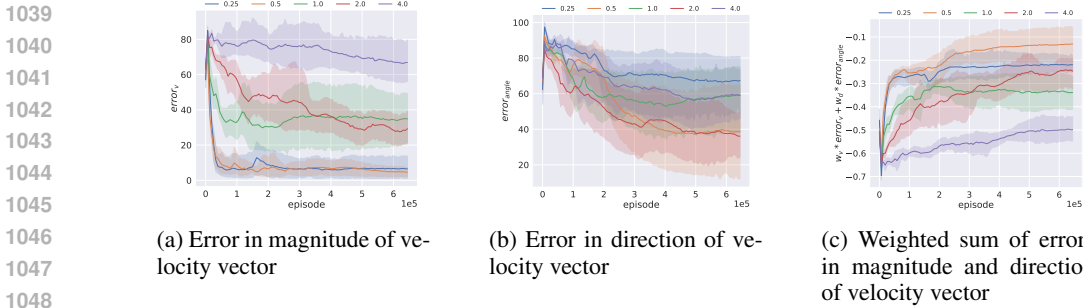 1039
1040
1041
1042
1043
1044
1045
1046
1047
1048
0.25 0.5 1.0 2.0 4.0
80
60
40
20
0
error_v
0 1 2 3 4 5 6
episode
1e5
(a) Error in magnitude of ve-
locity vector
0.25 0.5 1.0 2.0 4.0
100
80
60
40
20
error_angle
0 1 2 3 4 5 6
episode
1e5
(b) Error in direction of ve-
locity vector
0.25 0.5 1.0 2.0 4.0
−0.1
−0.2
−0.3
−0.4
−0.5
−0.6
−0.7
w_v * error_v + w_d * error_angle
0 1 2 3 4 5 6
episode
1e5
(c) Weighted sum of error
in magnitude and direction
of velocity vector